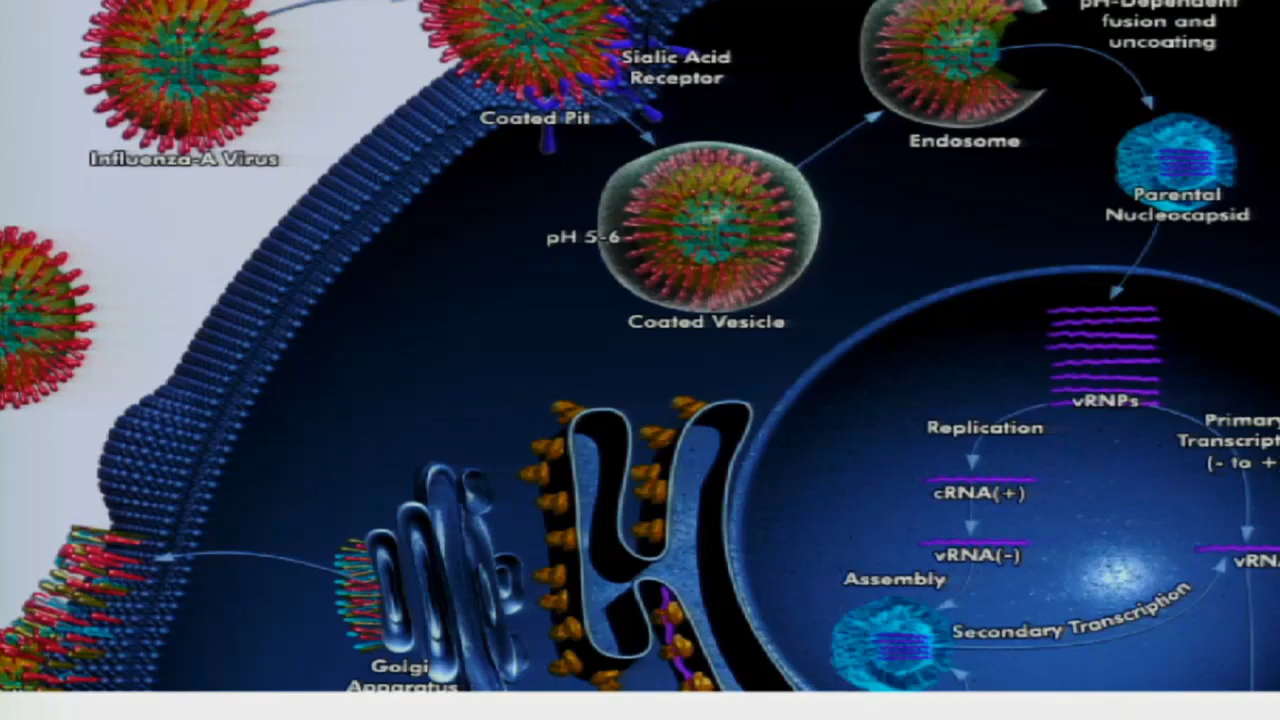 pH-Dependent
fusion and
uncoating
Sialic Acid
Receptor
Coated Pit
Endosome
Influenza-A Virus
Parental
Nucleocapsid
pH 5-6
Coated Vesicle
vRNPs
Replication
Primary
(- to +
cRNA(+)
vRNA(-)
Assembly
Secondary Transcription
Golgi
Apparatus